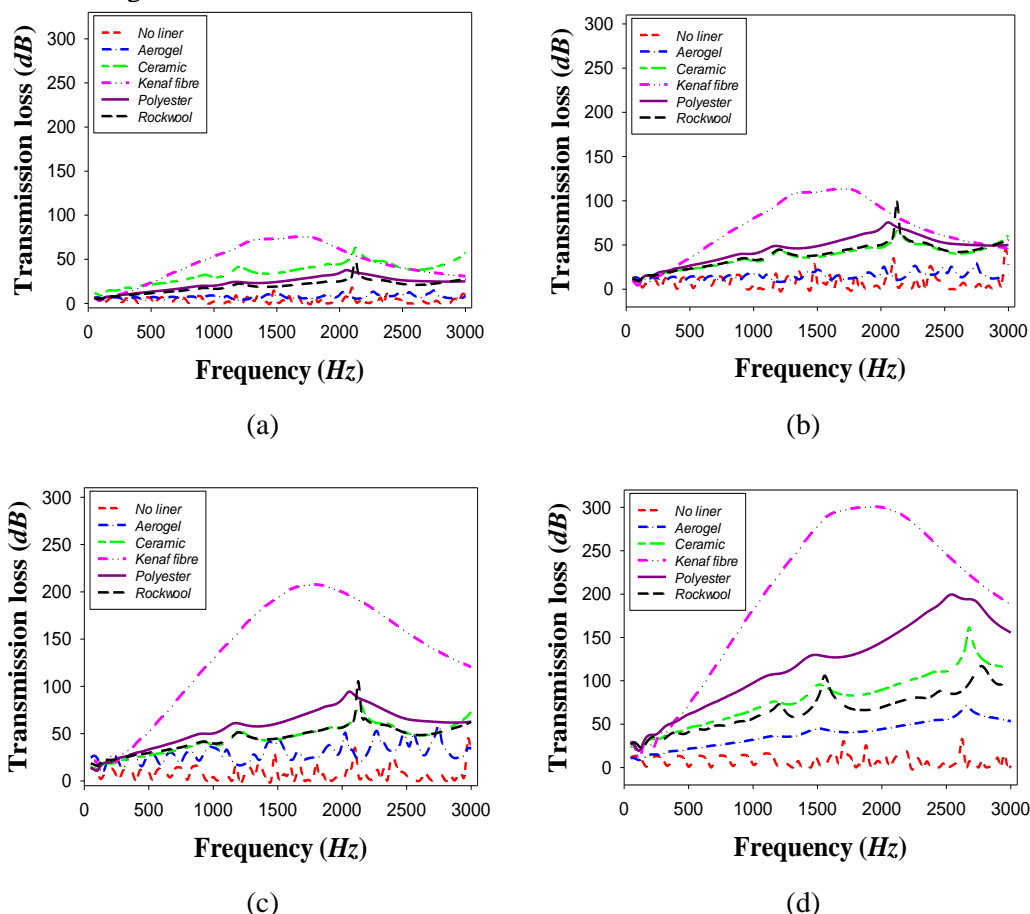 300
250
200
150
100
50
0
Transmission loss (dB)
No liner
Aerogel
Ceramic
Kenaf fibre
Polyester
Rockwool
0 500 1000 1500 2000 2500 3000
Frequency (Hz)
(a)
300
250
200
150
100
50
0
Transmission loss (dB)
No liner
Aerogel
Ceramic
Kenaf fibre
Polyester
Rockwool
0 500 1000 1500 2000 2500 3000
Frequency (Hz)
(b)
300
250
200
150
100
50
0
Transmission loss (dB)
No liner
Aerogel
Ceramic
Kenaf fibre
Polyester
Rockwool
0 500 1000 1500 2000 2500 3000
Frequency (Hz)
(c)
300
250
200
150
100
50
0
Transmission loss (dB)
No liner
Aerogel
Ceramic
Kenaf fibre
Polyester
Rockwool
0 500 1000 1500 2000 2500 3000
Frequency (Hz)
(d)